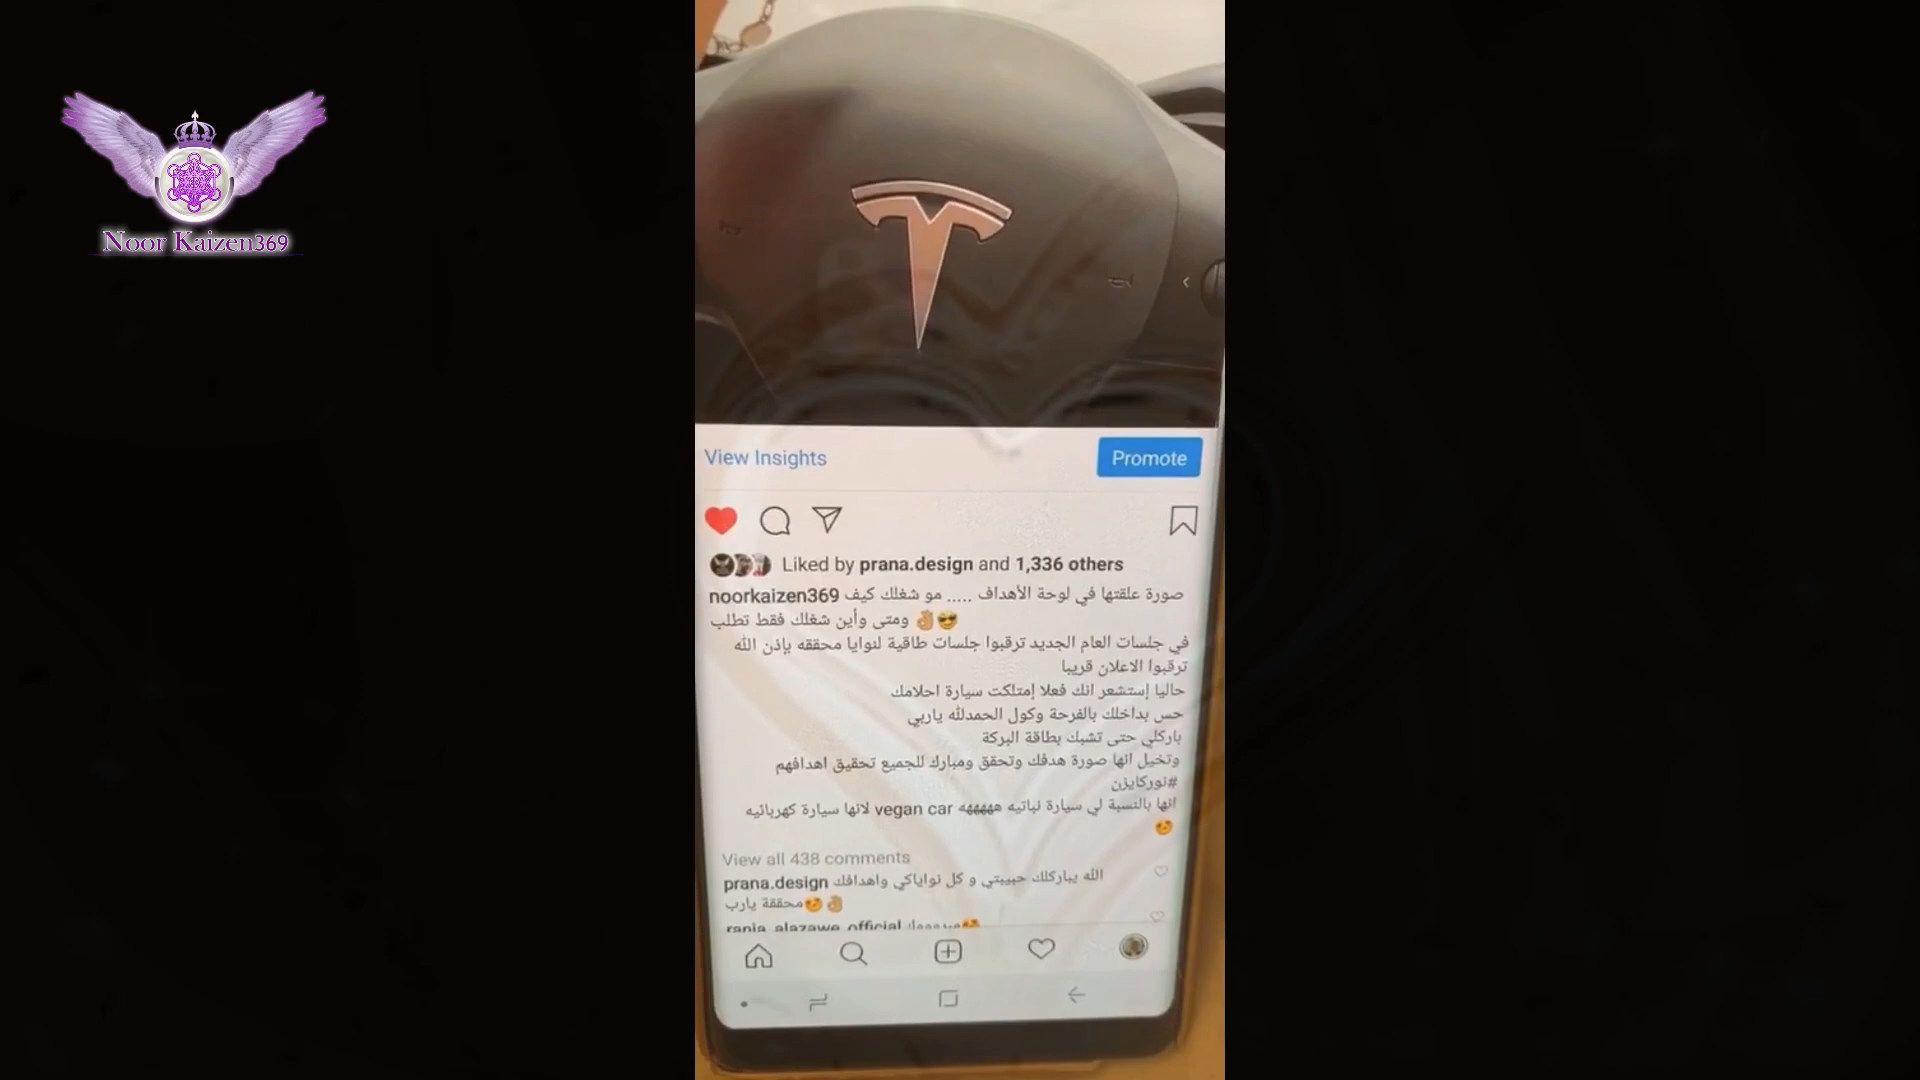 Noor Kaizen369
View Insights
Promote
Liked by prana.design and 1,336 others
noorkaizen369 صورة علقتها في لوحة الأهداف ..... مو شغلك كيف
ومتى وأين شغلك فقط تطلب 👌😎
في جلسات العام الجديد ترقبوا جلسات طاقية لنوايا محققه بإذن الله
ترقبوا الاعلان قريبا
حاليا إستشعر انك فعلا إمتلكت سيارة احلامك
حس بداخلك بالفرحة وكول الحمدلله ياربي
باركلي حتى تشبك بطاقة البركة
وتخيل انها صورة هدفك وتحقق ومبارك للجميع تحقيق اهدافهم
#نوركايزن
انها بالنسبة لي سيارة نباتيه هههههه vegan car لانها سيارة كهربائيه
View all 438 comments
prana.design الله يباركلك حبيبتي و كل نواياكي واهدافك
محققة يارب
rania_alazawe_official